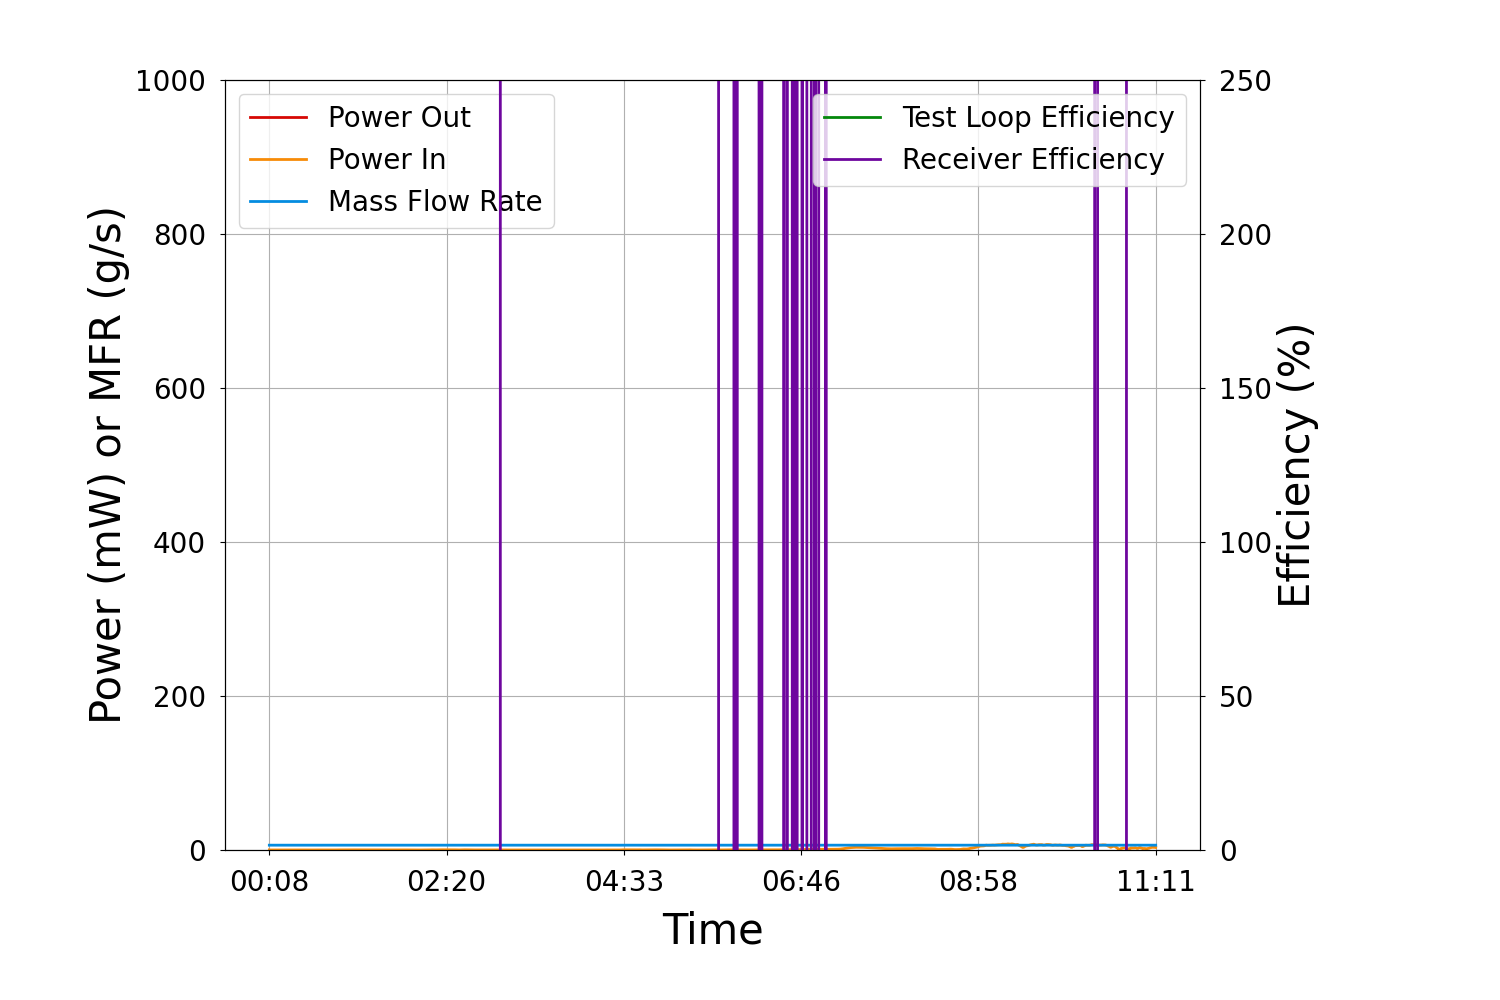 1000
800
600
400
200
0
Power (mW) or MFR (g/s)
Power Out
Power In
Mass Flow Rate
Test Loop Efficiency
Receiver Efficiency
250
200
150
100
50
0
Efficiency (%)
00:08 02:20 04:33 06:46 08:58 11:11
Time